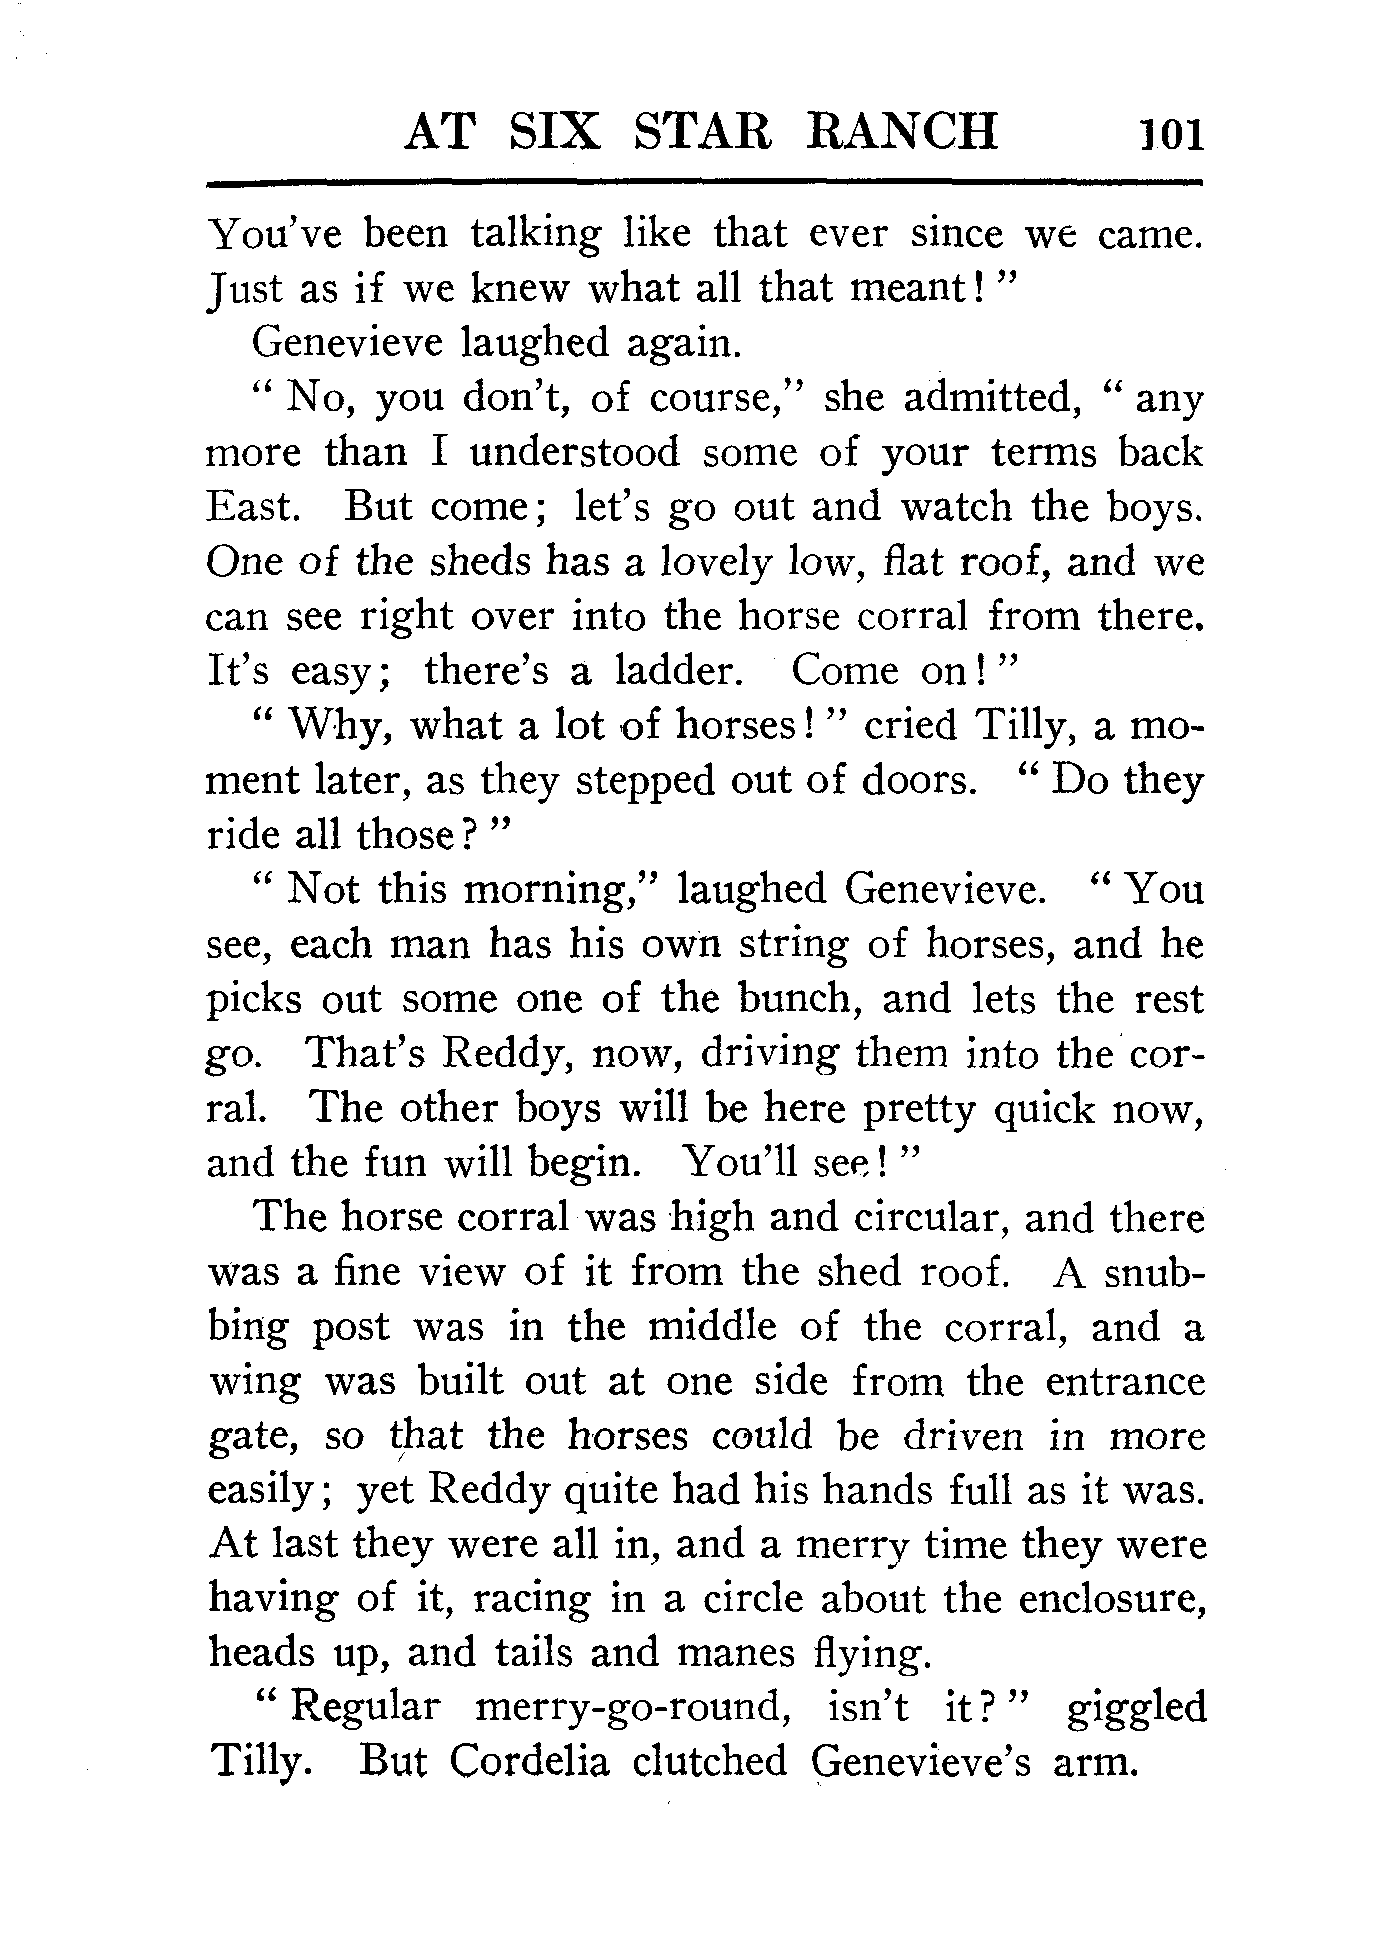 AT SIX STAR RANCH 101
You've been talking like that ever since we came.
Just as if we knew what all that meant! "
Genevieve laughed again.
" No, you don't, of course," she admitted, " any
more than I understood some of your terms back
East. But come; let's go out and watch the boys.
One of the sheds has a lovely low, flat roof, and we
can see right over into the horse corral from there.
It's easy; there's a ladder. Come on! "
" Why, what a lot of horses! " cried Tilly, a mo-
ment later, as they stepped out of doors. " Do they
ride all those? "
" Not this morning," laughed Genevieve. " You
see, each man has his own string of horses, and he
picks out some one of the bunch, and lets the rest
go. That's Reddy, now, driving them into the cor-
ral. The other boys will be here pretty quick now,
and the fun will begin. You'll see! "
The horse corral was high and circular, and there
was a fine view of it from the shed roof. A snub-
bing post was in the middle of the corral, and a
wing was built out at one side from the entrance
gate, so that the horses could be driven in more
easily; yet Reddy quite had his hands full as it was.
At last they were all in, and a merry time they were
having of it, racing in a circle about the enclosure,
heads up, and tails and manes flying.
" Regular merry-go-round, isn't it? " giggled
Tilly. But Cordelia clutched Genevieve's arm.